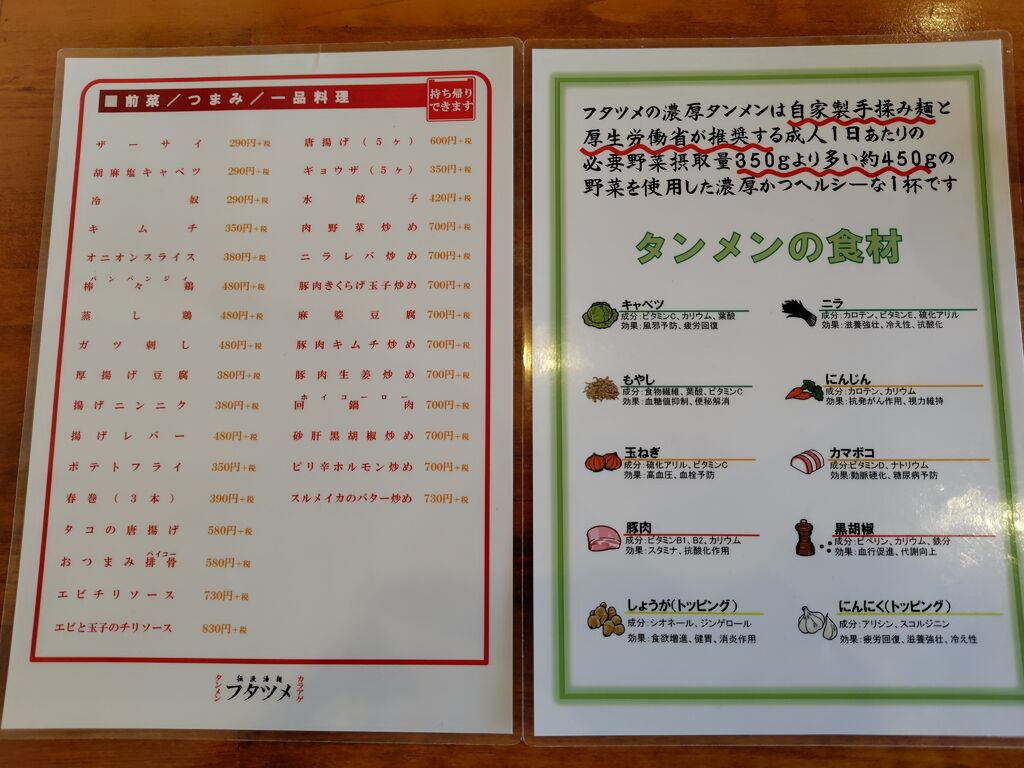 ■前菜／つまみ／一品料理
持ち帰り
できます
ザーサイ 290円+税
胡麻塩キャベツ 290円+税
冷奴 290円+税
キムチ 350円+税
オニオンスライス 380円+税
バンバンジィ
棒々鶏 480円+税
蒸し鶏 480円+税
ガツ刺し 480円+税
厚揚げ豆腐 380円+税
揚げニンニク 380円+税
揚げレバー 480円+税
ポテトフライ 350円+税
春巻(3本) 390円+税
タコの唐揚げ 580円+税
パイコー
おつまみ排骨 580円+税
エビチリソース 730円+税
エビと玉子のチリソース 830円+税
唐揚げ(5ヶ) 600円+税
ギョウザ(5ヶ) 350円+税
水餃子 420円+税
肉野菜炒め 700円+税
ニラレバ炒め 700円+税
豚肉きくらげ玉子炒め 700円+税
麻婆豆腐 700円+税
豚肉キムチ炒め 700円+税
豚肉生姜炒め 700円+税
ホイコーロー
回鍋肉 700円+税
砂肝黒胡椒炒め 700円+税
ピリ辛ホルモン炒め 700円+税
スルメイカのバター炒め 730円+税
タンメン
極濃湯麺
フタツメ
カラアゲ
フタツメの濃厚タンメンは自家製手揉み麺と
厚生労働省が推奨する成人1日あたりの
必要野菜摂取量350gより多い約450gの
野菜を使用した濃厚かつヘルシーな1杯です
タンメンの食材
キャベツ
成分:ビタミンC、カリウム、葉酸
効果:風邪予防、疲労回復
ニラ
成分:カロテン、ビタミンE、硫化アリル
効果:滋養強壮、冷え性、抗酸化
もやし
成分:食物繊維、葉酸、ビタミンC
効果:血糖値抑制、便秘解消
にんじん
成分:カロテン、カリウム
効果:抗発がん作用、視力維持
玉ねぎ
成分:硫化アリル、ビタミンC
効果:高血圧、血栓予防
カマボコ
成分:ビタミンD、ナトリウム
効果:動脈硬化、糖尿病予防
豚肉
成分:ビタミンB1、B2、カリウム
効果:スタミナ、抗酸化作用
黒胡椒
成分:ピペリン、カリウム、鉄分
効果:血行促進、代謝向上
しょうが(トッピング)
成分:シオネール、ジンゲロール
効果:食欲増進、健胃、消炎作用
にんにく(トッピング)
成分:アリシン、スコルジニン
効果:疲労回復、滋養強壮、冷え性